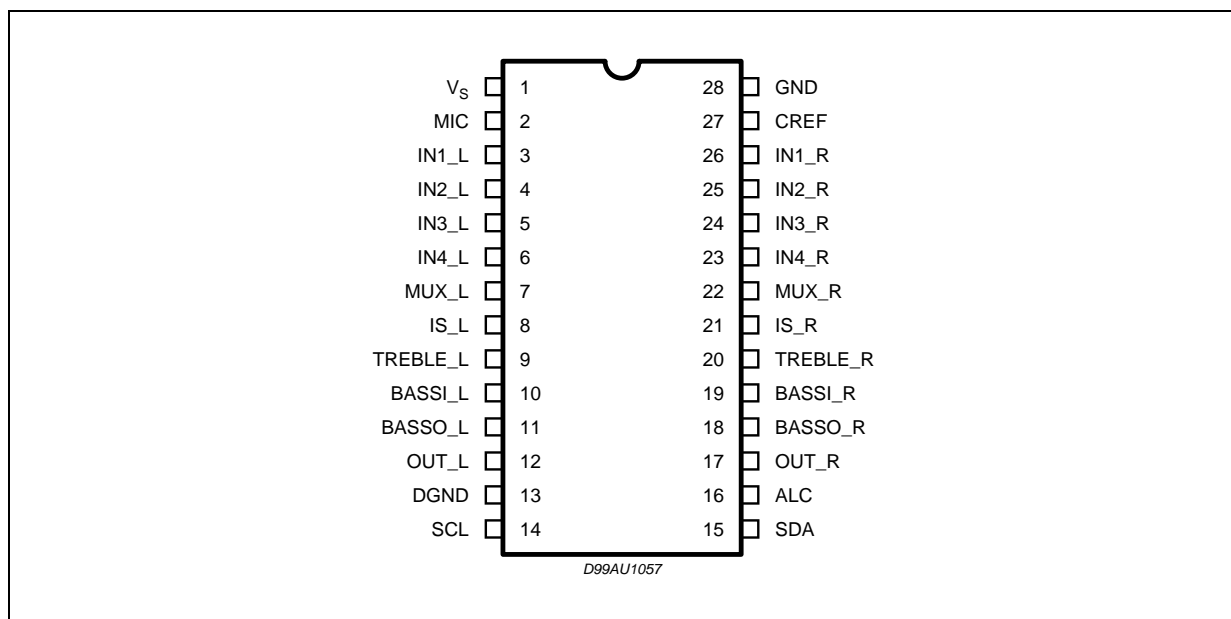 V_S 1 28 GND
MIC 2 27 CREF
IN1_L 3 26 IN1_R
IN2_L 4 25 IN2_R
IN3_L 5 24 IN3_R
IN4_L 6 23 IN4_R
MUX_L 7 22 MUX_R
IS_L 8 21 IS_R
TREBLE_L 9 20 TREBLE_R
BASSI_L 10 19 BASSI_R
BASSO_L 11 18 BASSO_R
OUT_L 12 17 OUT_R
DGND 13 16 ALC
SCL 14 15 SDA
D99AU1057